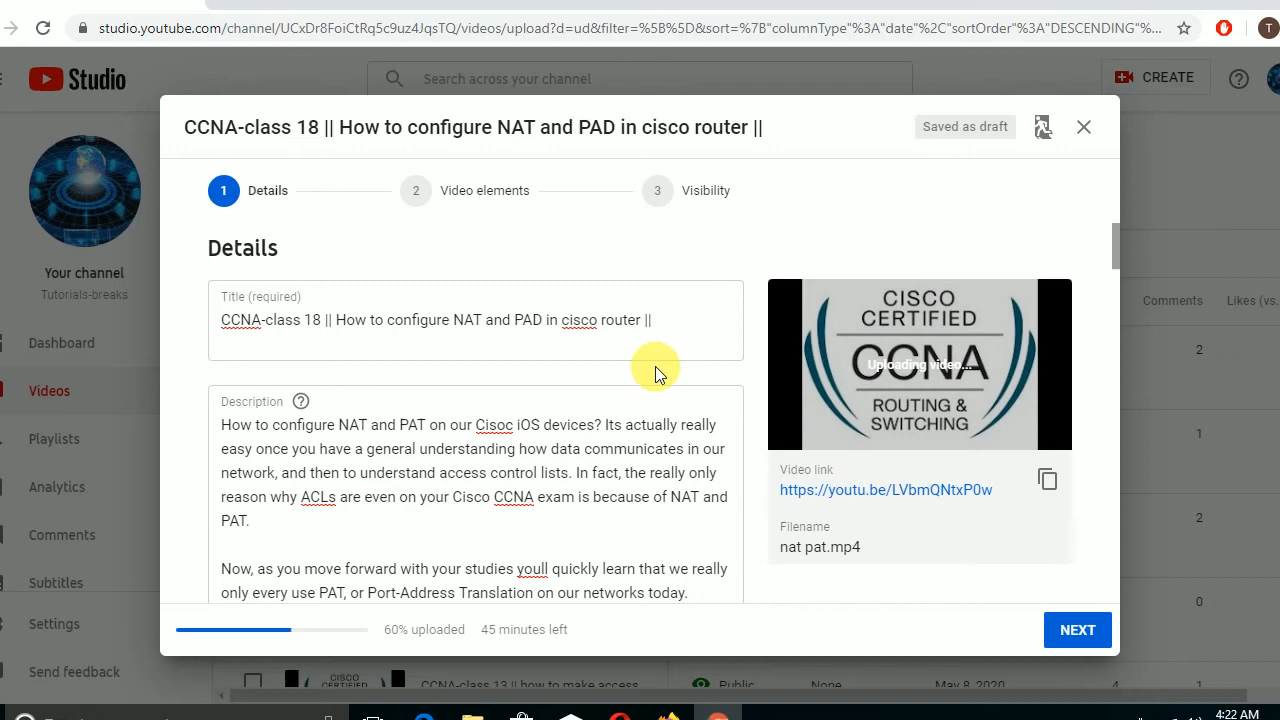 studio.youtube.com/channel/UCxDr8FoiCtRq5c9uz4JqsTQ/videos/upload?d=ud&filter=%5B%5D&sort=%7B"columnType"%3A"date"%2C"sortOrder"%3A"DESCENDING"%...
T
Studio
Search across your channel
CREATE
CCNA-class 18 || How to configure NAT and PAD in cisco router ||
Saved as draft
1 Details
2 Video elements
3 Visibility
Your channel
Tutorials-breaks
Dashboard
Videos
Playlists
Analytics
Comments
Subtitles
Settings
Send feedback
Details
Title (required)
CCNA-class 18 || How to configure NAT and PAD in cisco router ||
Description
How to configure NAT and PAT on our Cisoc iOS devices? Its actually really
easy once you have a general understanding how data communicates in our
network, and then to understand access control lists. In fact, the really only
reason why ACLs are even on your Cisco CCNA exam is because of NAT and
PAT.
Now, as you move forward with your studies youll quickly learn that we really
only every use PAT, or Port-Address Translation on our networks today.
CISCO
CERTIFIED
CCNA
Uploading video...
ROUTING &
SWITCHING
Video link
https://youtu.be/LVbmQNtxP0w
Filename
nat pat.mp4
60% uploaded
45 minutes left
NEXT
Comments
Likes (vs.
2
1
2
0
CCNA-class 13 || how to make access
Public
None
May 8, 2020
4
1
4:22 AM